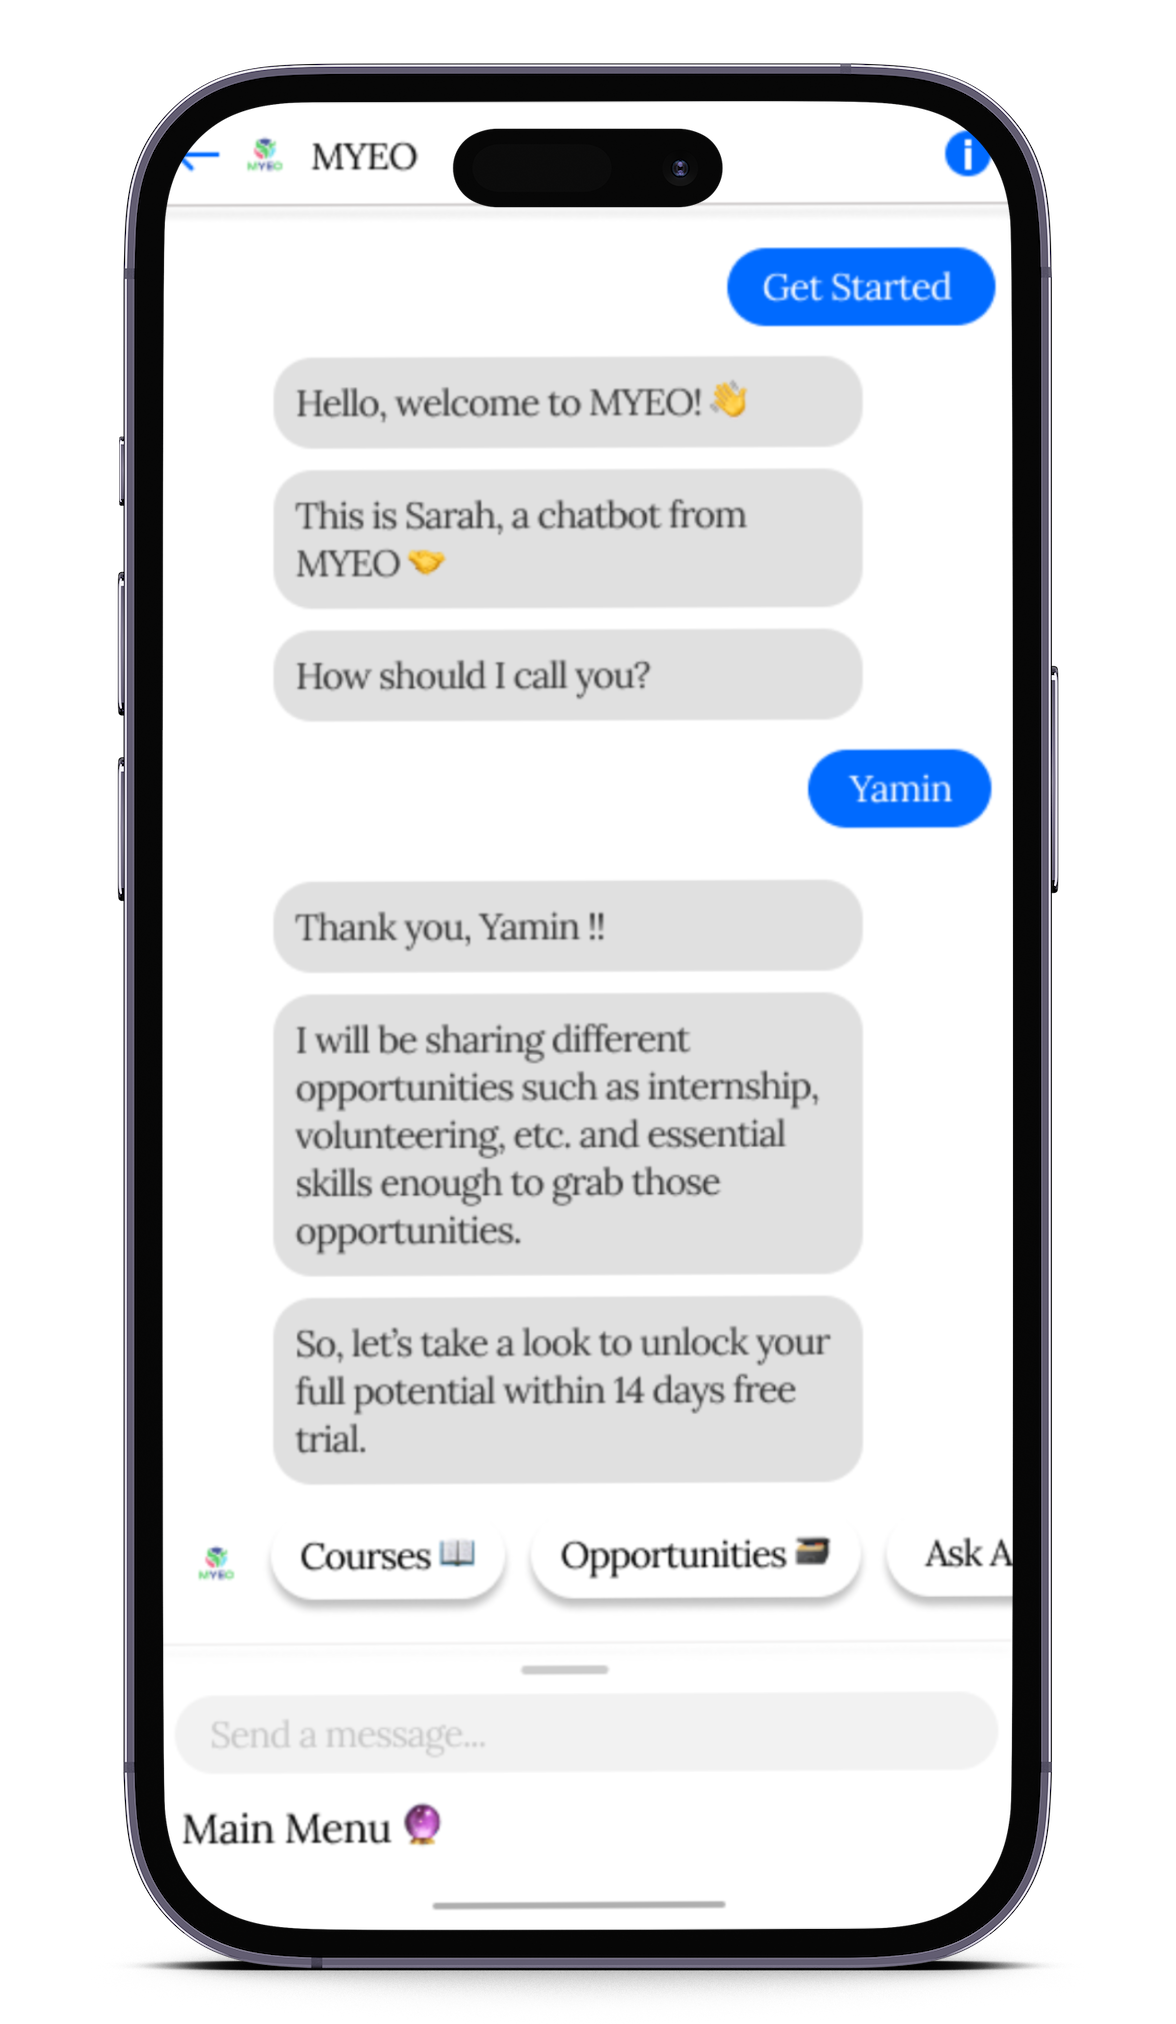 MYEO
MYEO
Get Started
Hello, welcome to MYEO! 👋
This is Sarah, a chatbot from
MYEO 🤝
How should I call you?
Yamin
Thank you, Yamin !!
I will be sharing different
opportunities such as internship,
volunteering, etc. and essential
skills enough to grab those
opportunities.
So, let’s take a look to unlock your
full potential within 14 days free
trial.
MYEO
Courses 📖
Opportunities 🗃️
Ask A
Send a message...
Main Menu 🔮